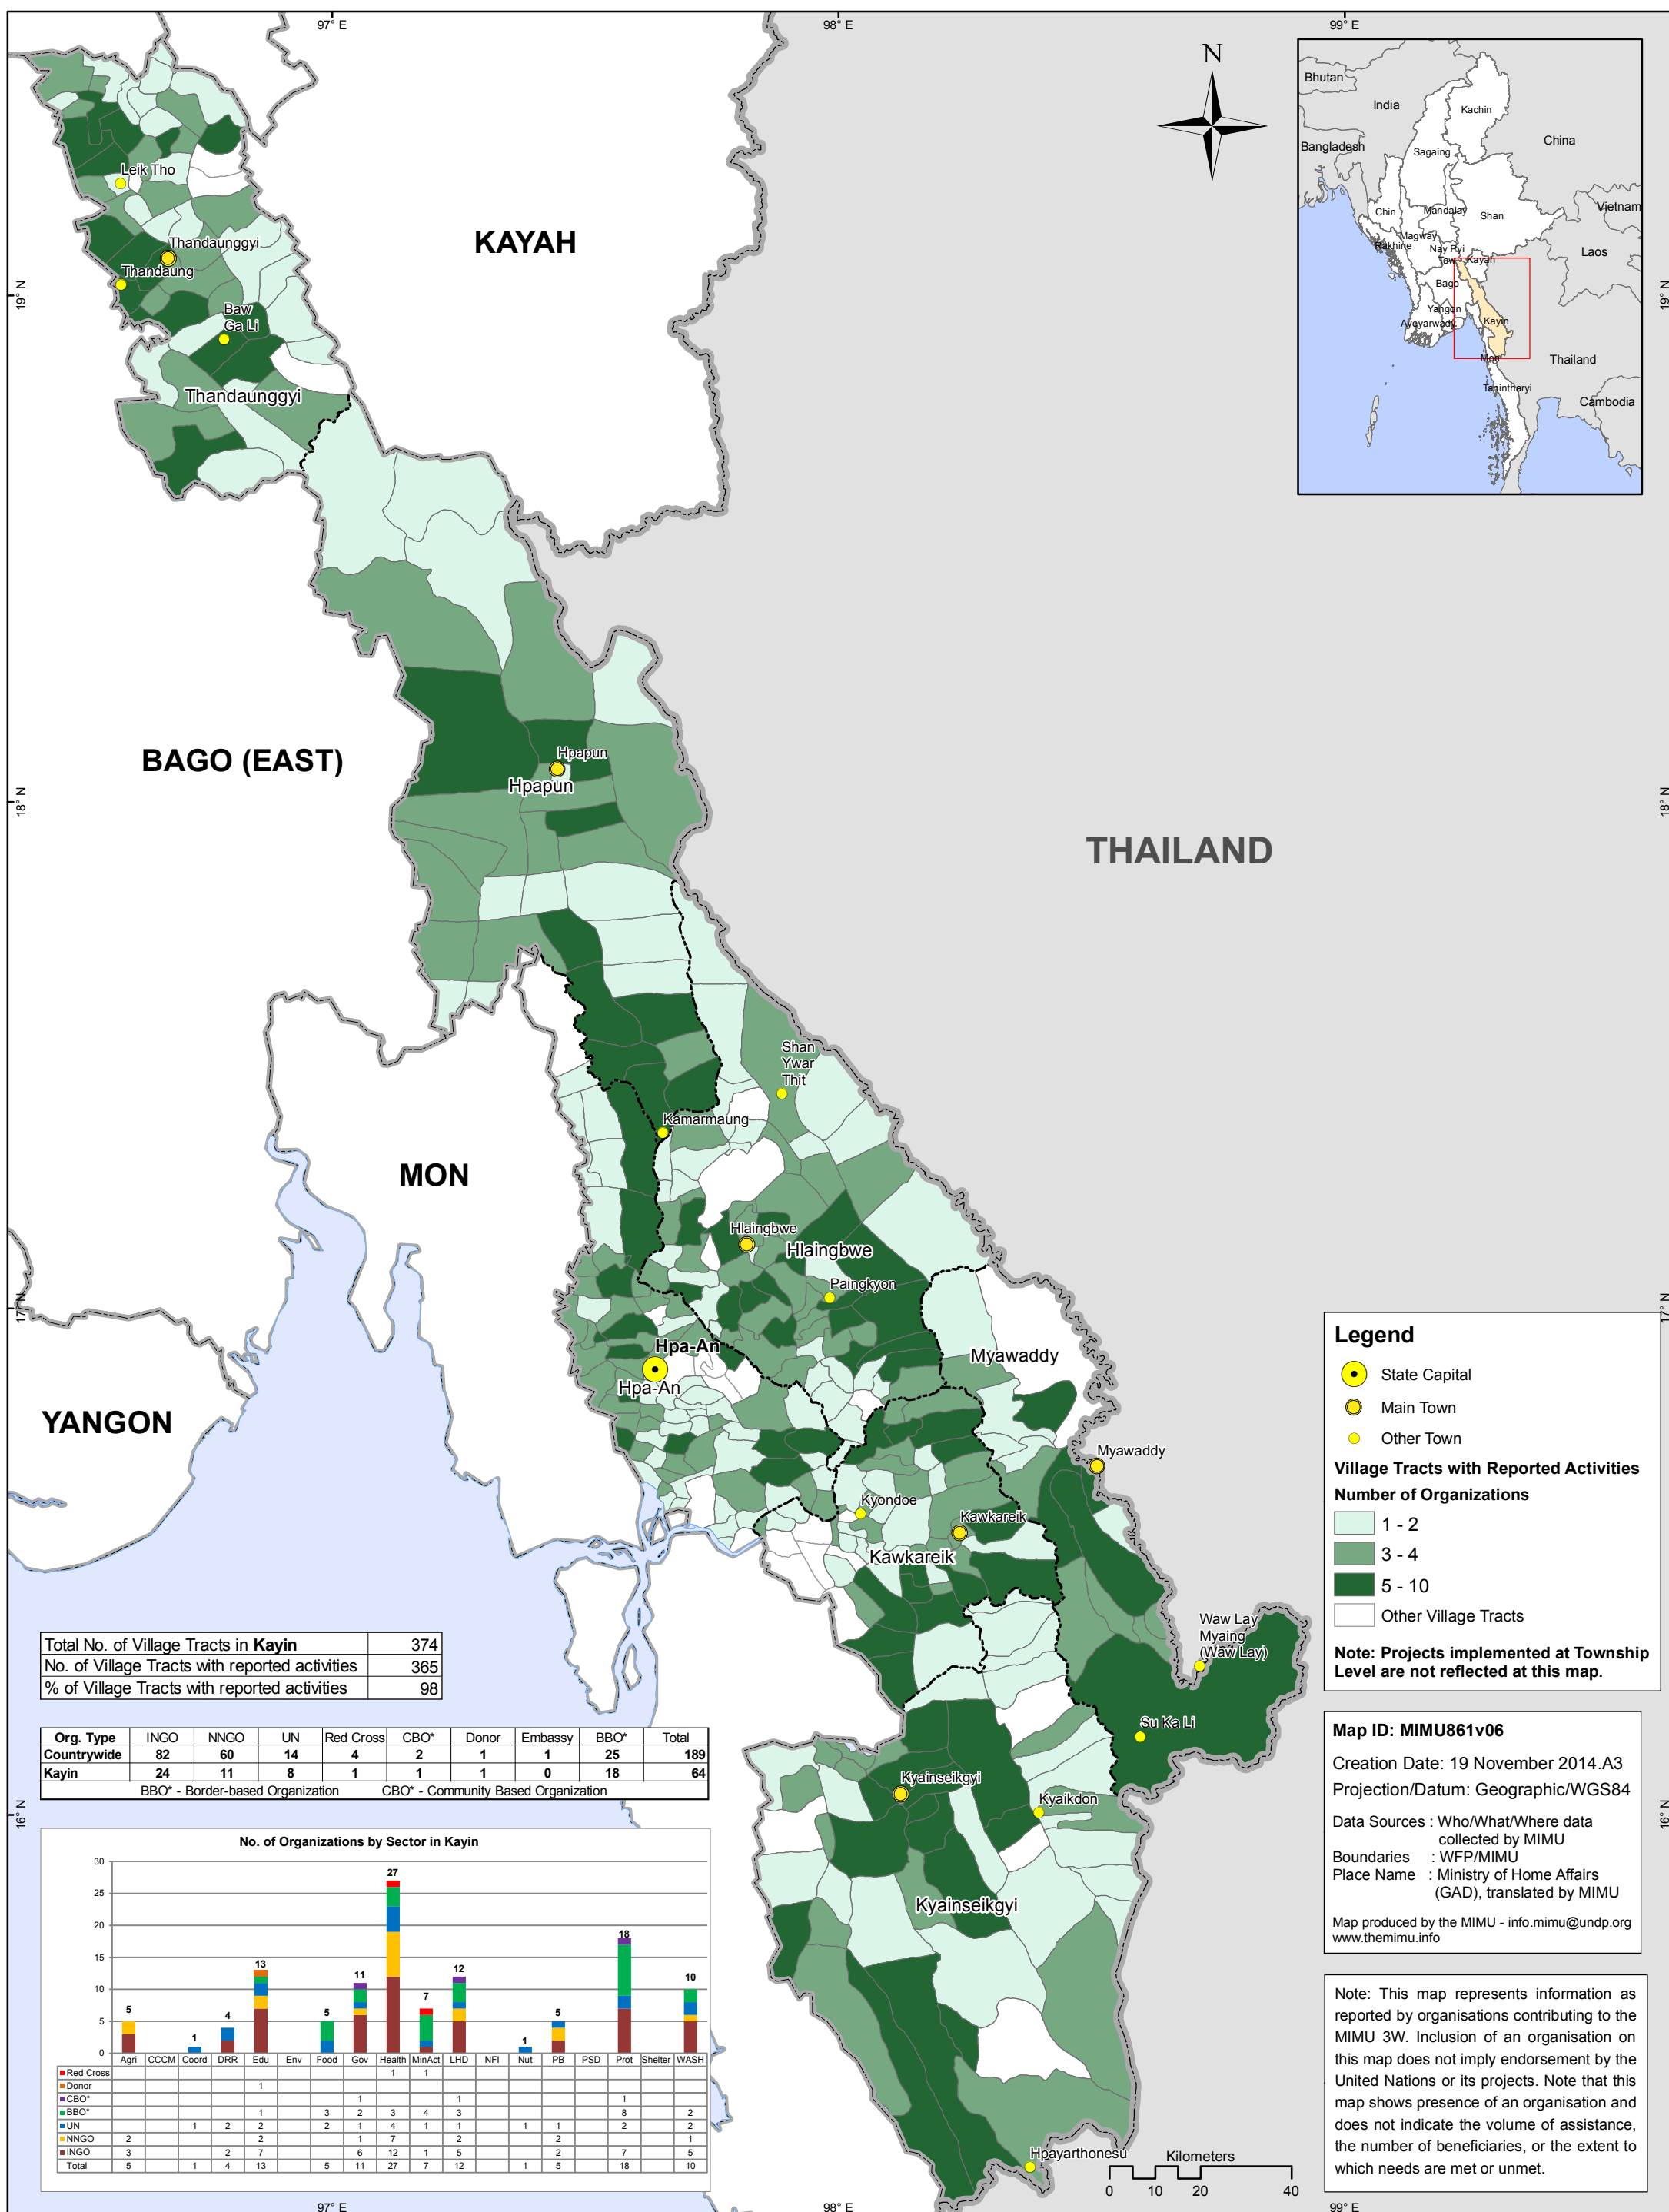 97° E 98° E 99° E
N
Bhutan
India
Kachin
China
Bangladesh
Sagaing
Vietnam
Chin
Mandalay
Shan
Magway
Rakhine
Nay Pyi
Taw
Kayah
Laos
Bago
Yangon
Ayeyarwady
Kayin
Mon
Thailand
Tanintharyi
Cambodia
Leik Tho
KAYAH
Thandaunggyi
Thandaung
19° N 19° N
Baw
Ga Li
Thandaunggyi
BAGO (EAST)
Hpapun
Hpapun
18° N 18° N
THAILAND
Shan
Ywar
Thit
Kamarmaung
MON
Hlaingbwe
Hlaingbwe
Paingkyon
17° N 17° N
Hpa-An
Hpa-An
Myawaddy
YANGON
Myawaddy
Kyondoe
Kawkareik
Kawkareik
Waw Lay
Myaing
(Waw Lay)
Su Ka Li
Kyainseikgyi
Kyaikdon
16° N 16° N
Kyainseikgyi
Hpayarthonesu
Kilometers
0 10 20 40
Legend
State Capital
Main Town
Other Town
Village Tracts with Reported Activities
Number of Organizations
1 - 2
3 - 4
5 - 10
Other Village Tracts
Note: Projects implemented at Township
Level are not reflected at this map.
Total No. of Village Tracts in Kayin 374
No. of Village Tracts with reported activities 365
% of Village Tracts with reported activities 98
Org. Type INGO NNGO UN Red Cross CBO* Donor Embassy BBO* Total
Countrywide 82 60 14 4 2 1 1 25 189
Kayin 24 11 8 1 1 1 0 18 64
BBO* - Border-based Organization CBO* - Community Based Organization
No. of Organizations by Sector in Kayin
30
25
20
15
10
5
0
5 1 4 13 5 11 27 7 12 1 5 18 10
Agri CCCM Coord DRR Edu Env Food Gov Health MinAct LHD NFI Nut PB PSD Prot Shelter WASH
Red Cross 1 1
Donor 1
CBO* 1 1 1
BBO* 1 3 2 3 4 3 8 2
UN 1 2 2 2 1 4 1 1 1 1 2 2
NNGO 2 2 1 7 2 2 1
INGO 3 2 7 6 12 1 5 2 7 5
Total 5 1 4 13 5 11 27 7 12 1 5 18 10
Map ID: MIMU861v06
Creation Date: 19 November 2014.A3
Projection/Datum: Geographic/WGS84
Data Sources : Who/What/Where data
collected by MIMU
Boundaries : WFP/MIMU
Place Name : Ministry of Home Affairs
(GAD), translated by MIMU
Map produced by the MIMU - info.mimu@undp.org
www.themimu.info
Note: This map represents information as
reported by organisations contributing to the
MIMU 3W. Inclusion of an organisation on
this map does not imply endorsement by the
United Nations or its projects. Note that this
map shows presence of an organisation and
does not indicate the volume of assistance,
the number of beneficiaries, or the extent to
which needs are met or unmet.
97° E 98° E 99° E